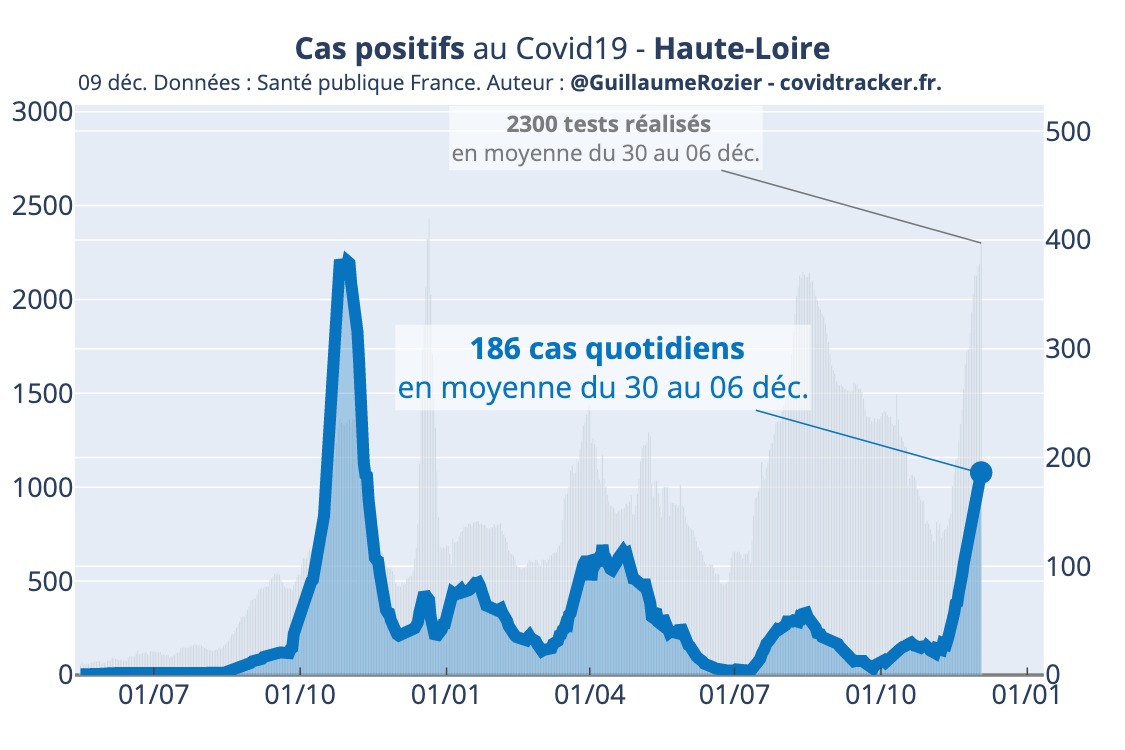 Cas positifs au Covid19 - Haute-Loire
09 déc. Données : Santé publique France. Auteur : @GuillaumeRozier - covidtracker.fr.
3000
2500
2000
1500
1000
500
0
2300 tests réalisés
en moyenne du 30 au 06 déc.
186 cas quotidiens
en moyenne du 30 au 06 déc.
500
400
300
200
100
0
01/07 01/10 01/01 01/04 01/07 01/10 01/01